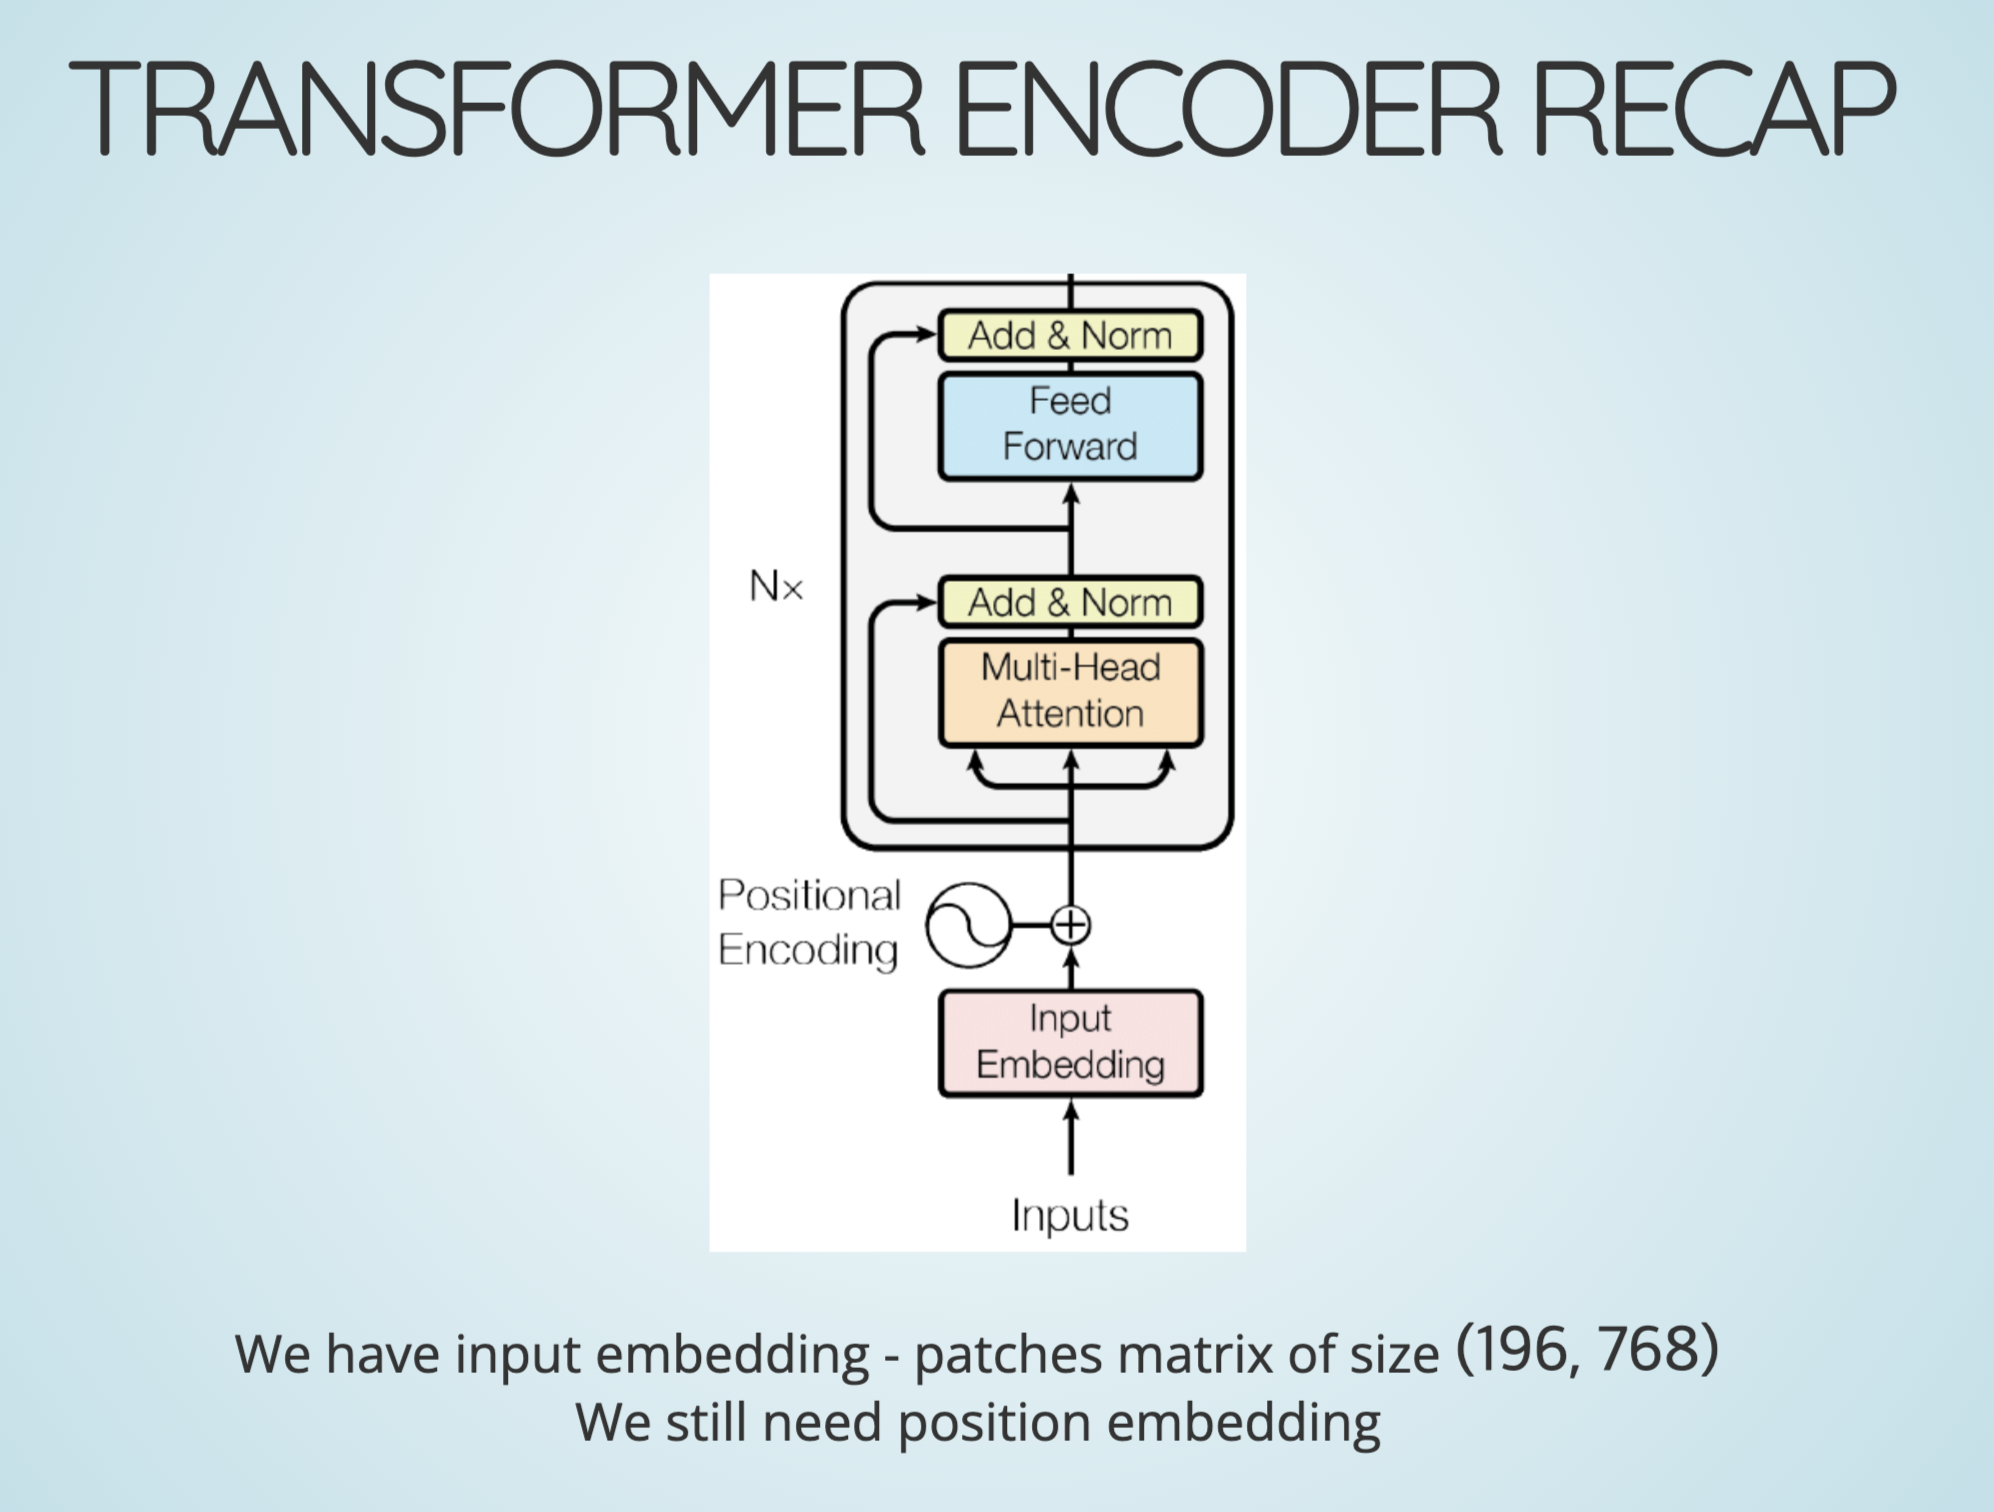 TRANSFORMER ENCODER RECAP
Add & Norm
Feed
Forward
N×
Add & Norm
Multi-Head
Attention
Positional
Encoding
Input
Embedding
Inputs
We have input embedding - patches matrix of size (196, 768)
We still need position embedding